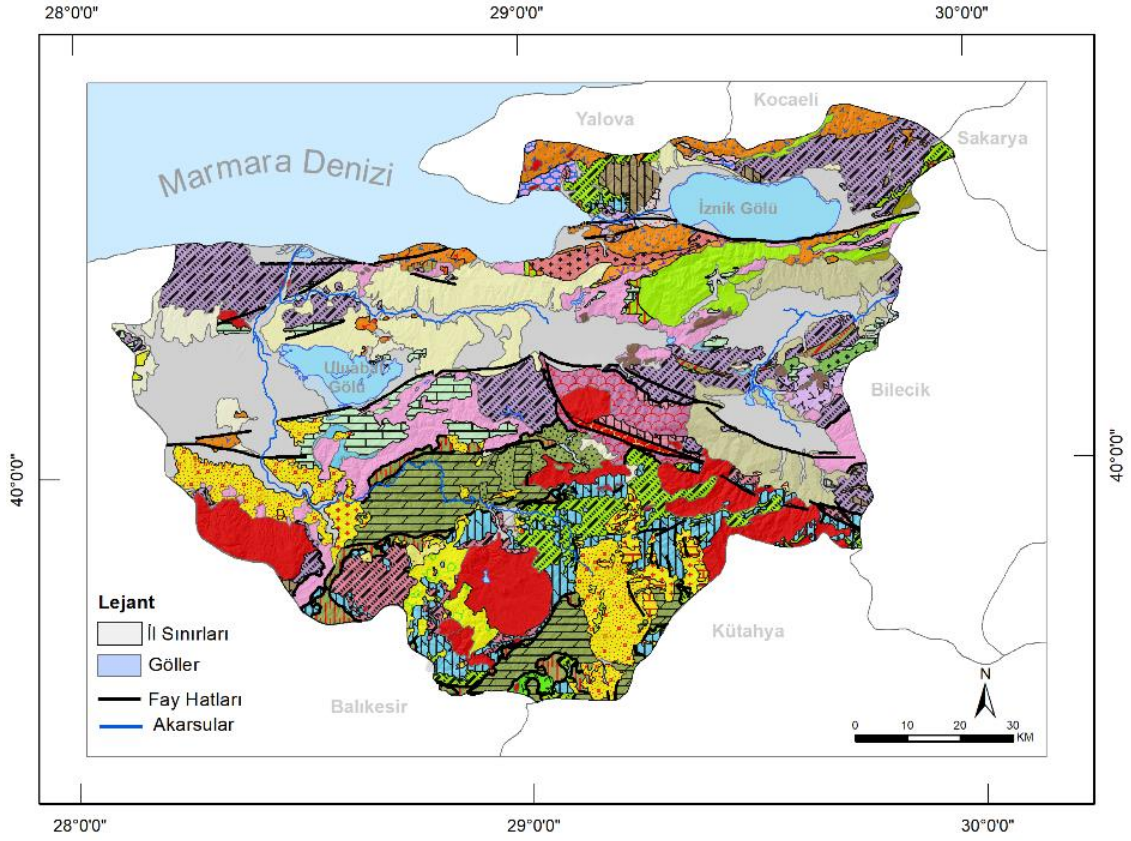 28°0'0" 29°0'0" 30°0'0"
Kocaeli
Yalova
Sakarya
Marmara Denizi
İznik Gölü
Uluabat
Gölü
Bilecik
40°0'0" 40°0'0"
Lejant
İl Sınırları
Göller
Fay Hatları
Akarsular
Kütahya
Balıkesir
N
0 10 20 30
KM
28°0'0" 29°0'0" 30°0'0"